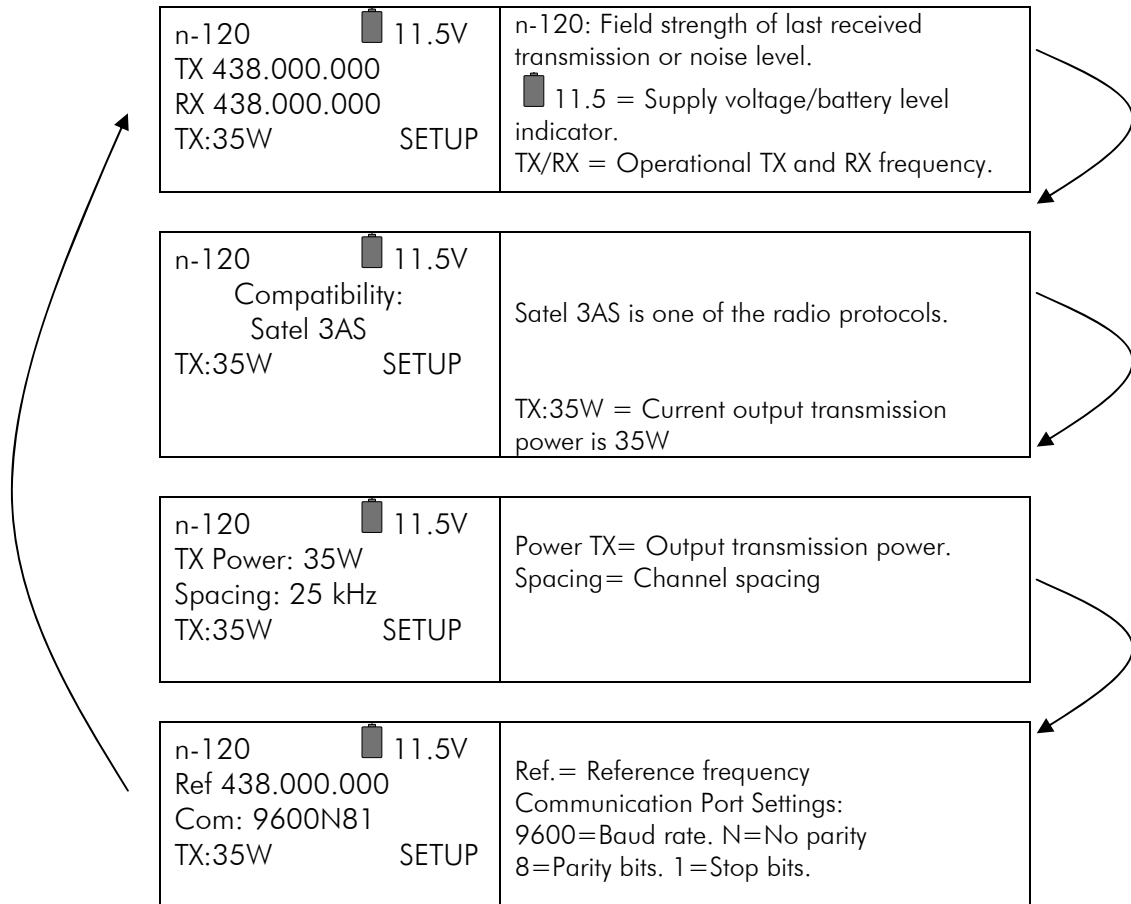 n-120 11.5V
TX 438.000.000
RX 438.000.000
TX:35W SETUP
n-120: Field strength of last received
transmission or noise level.
11.5 = Supply voltage/battery level
indicator.
TX/RX = Operational TX and RX frequency.
n-120 11.5V
Compatibility:
Satel 3AS
TX:35W SETUP
Satel 3AS is one of the radio protocols.
TX:35W = Current output transmission
power is 35W
n-120 11.5V
TX Power: 35W
Spacing: 25 kHz
TX:35W SETUP
Power TX= Output transmission power.
Spacing= Channel spacing
n-120 11.5V
Ref 438.000.000
Com: 9600N81
TX:35W SETUP
Ref.= Reference frequency
Communication Port Settings:
9600=Baud rate. N=No parity
8=Parity bits. 1=Stop bits.